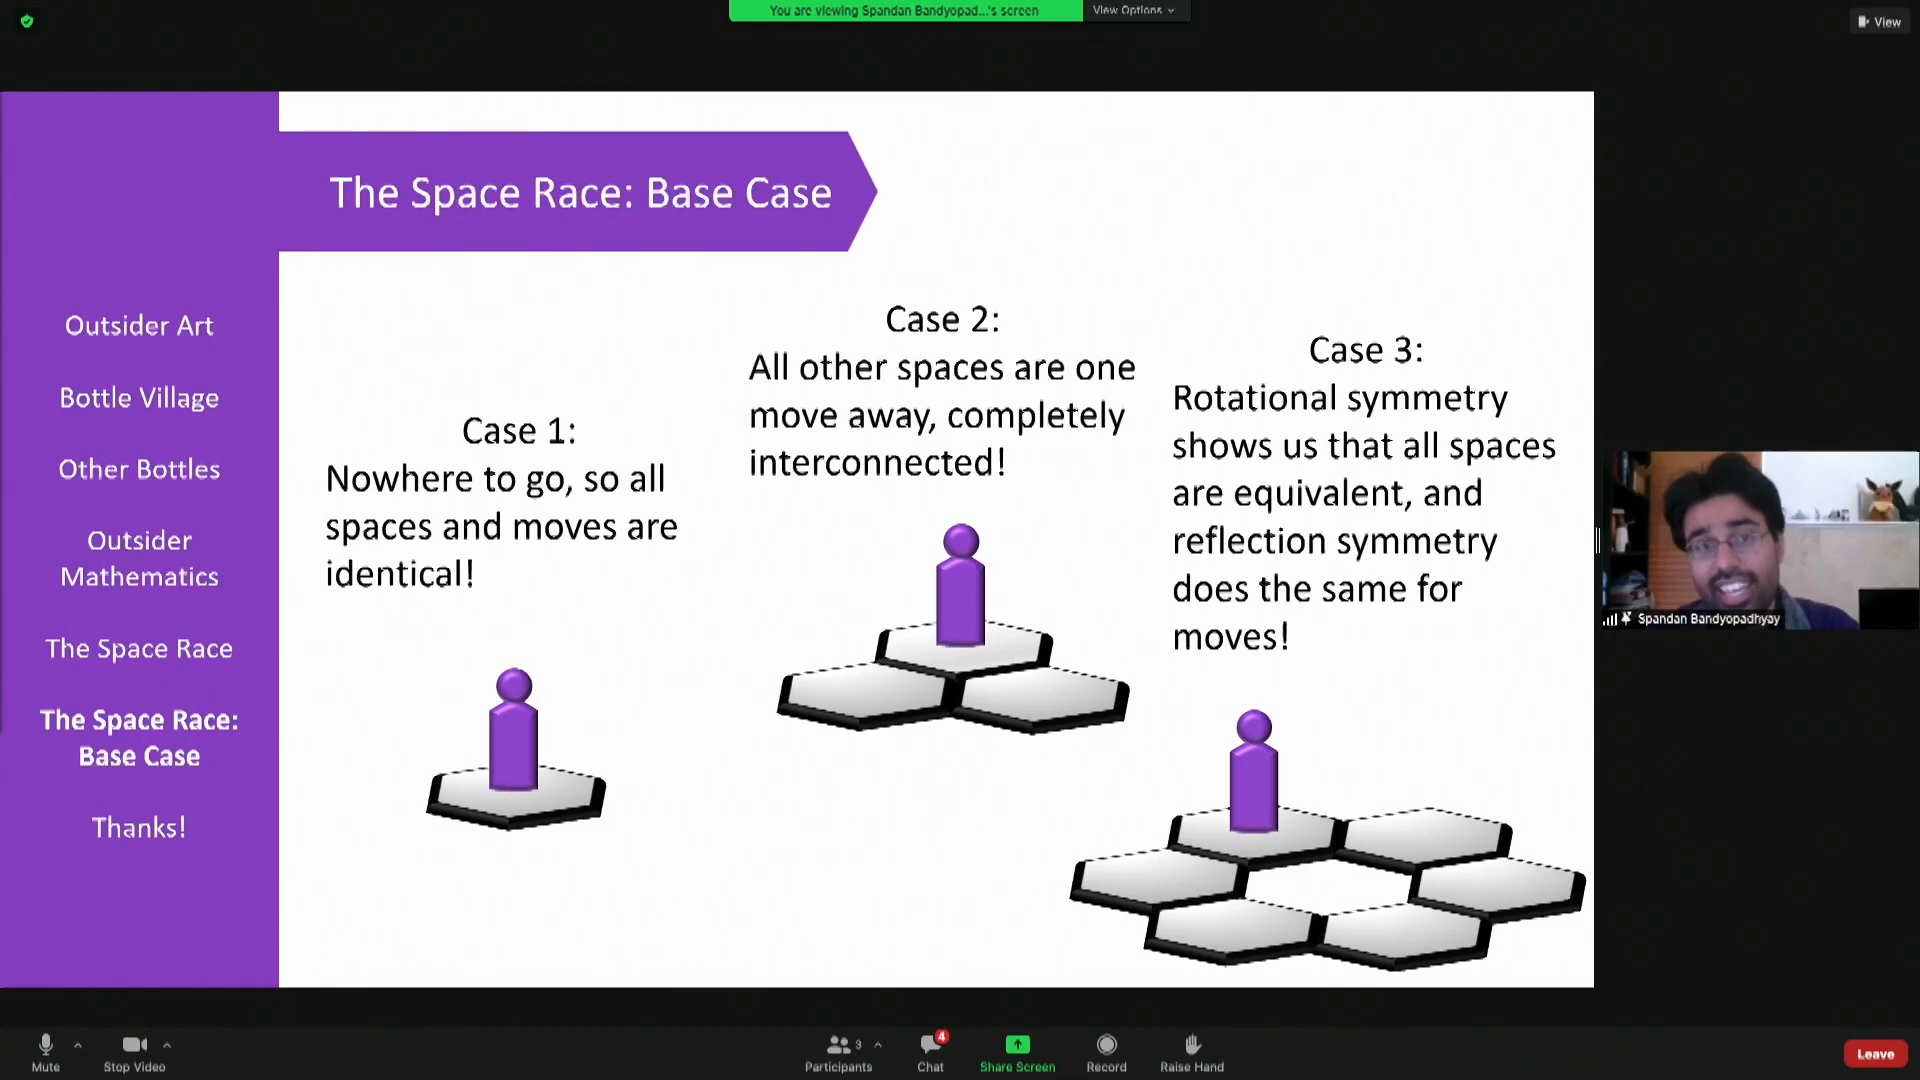 You are viewing Spandan Bandyopad...'s screen
View Options
View
The Space Race: Base Case
Outsider Art
Bottle Village
Other Bottles
Outsider
Mathematics
The Space Race
The Space Race:
Base Case
Thanks!
Case 1:
Nowhere to go, so all
spaces and moves are
identical!
Case 2:
All other spaces are one
move away, completely
interconnected!
Case 3:
Rotational symmetry
shows us that all spaces
are equivalent, and
reflection symmetry
does the same for
moves!
Spandan Bandyopadhyay
Mute
Stop Video
3
Participants
4
Chat
Share Screen
Record
Raise Hand
Leave